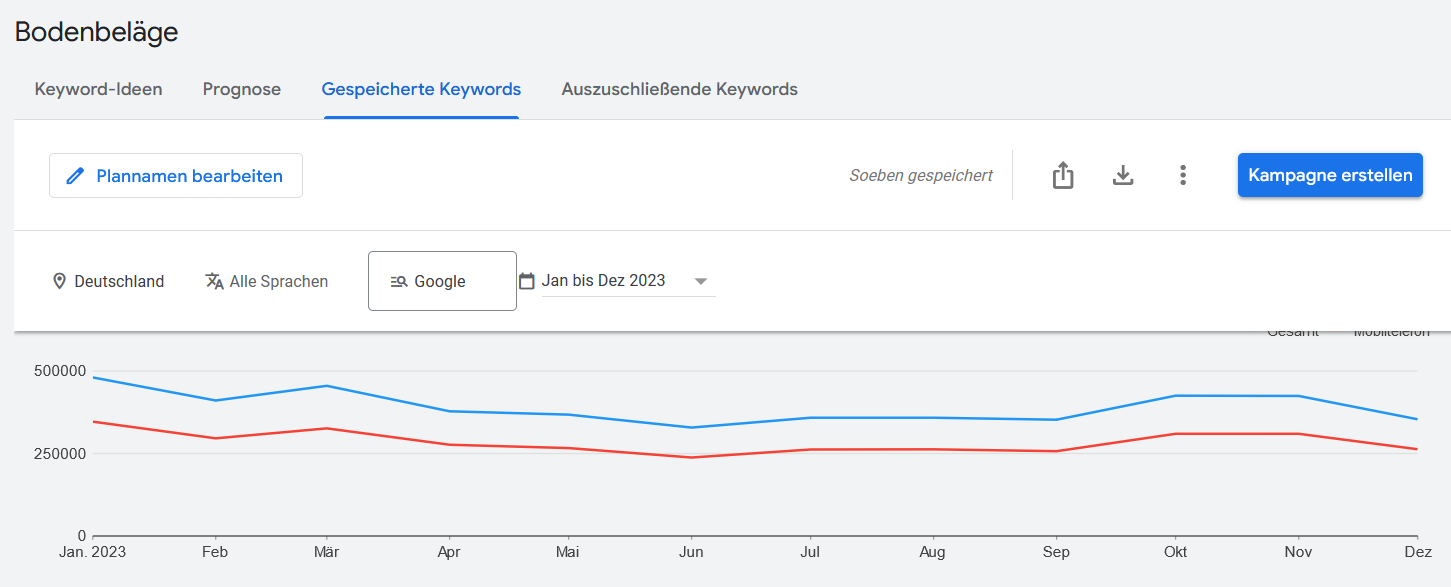 Bodenbeläge
Keyword-Ideen Prognose Gespeicherte Keywords Auszuschließende Keywords
Plannamen bearbeiten Soeben gespeichert Kampagne erstellen
Deutschland Alle Sprachen Google Jan bis Dez 2023
Gesamt Mobiltelefon
500000
250000
0
Jan. 2023 Feb Mär Apr Mai Jun Jul Aug Sep Okt Nov Dez